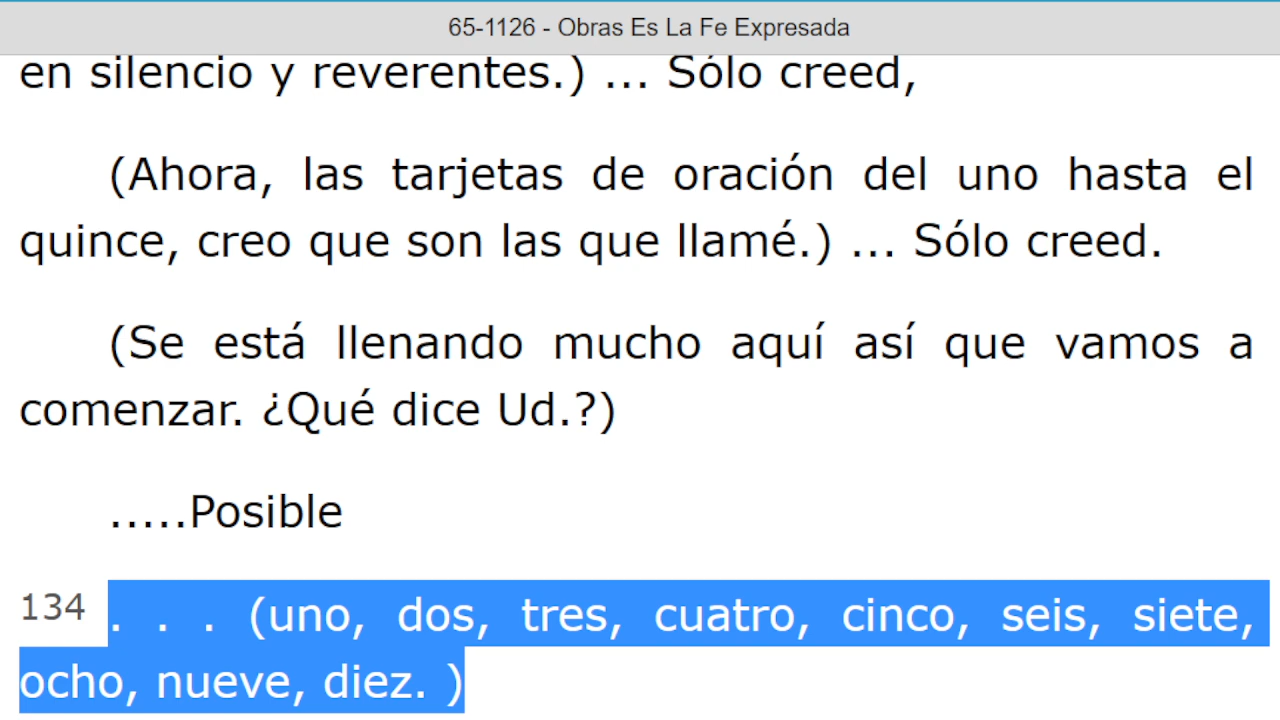 65-1126 - Obras Es La Fe Expresada
en silencio y reverentes.) ... Sólo creed,
(Ahora, las tarjetas de oración del uno hasta el
quince, creo que son las que llamé.) ... Sólo creed.
(Se está llenando mucho aquí así que vamos a
comenzar. ¿Qué dice Ud.?)
.....Posible
134 . . . (uno, dos, tres, cuatro, cinco, seis, siete,
ocho, nueve, diez. )